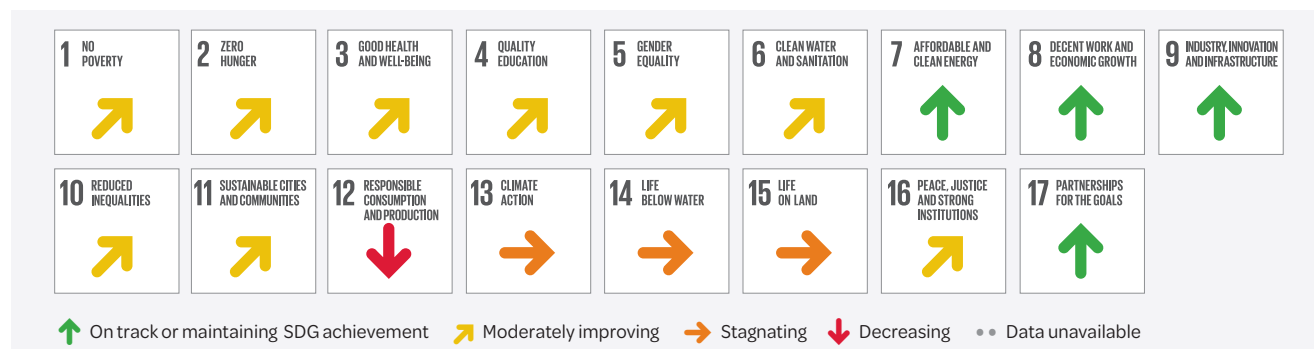 1 NO
POVERTY
2 ZERO
HUNGER
3 GOOD HEALTH
AND WELL-BEING
4 QUALITY
EDUCATION
5 GENDER
EQUALITY
6 CLEAN WATER
AND SANITATION
7 AFFORDABLE AND
CLEAN ENERGY
8 DECENT WORK AND
ECONOMIC GROWTH
9 INDUSTRY, INNOVATION
AND INFRASTRUCTURE
10 REDUCED
INEQUALITIES
11 SUSTAINABLE CITIES
AND COMMUNITIES
12 RESPONSIBLE
CONSUMPTION
AND PRODUCTION
13 CLIMATE
ACTION
14 LIFE
BELOW WATER
15 LIFE
ON LAND
16 PEACE, JUSTICE
AND STRONG
INSTITUTIONS
17 PARTNERSHIPS
FOR THE GOALS
On track or maintaining SDG achievement Moderately improving Stagnating Decreasing Data unavailable